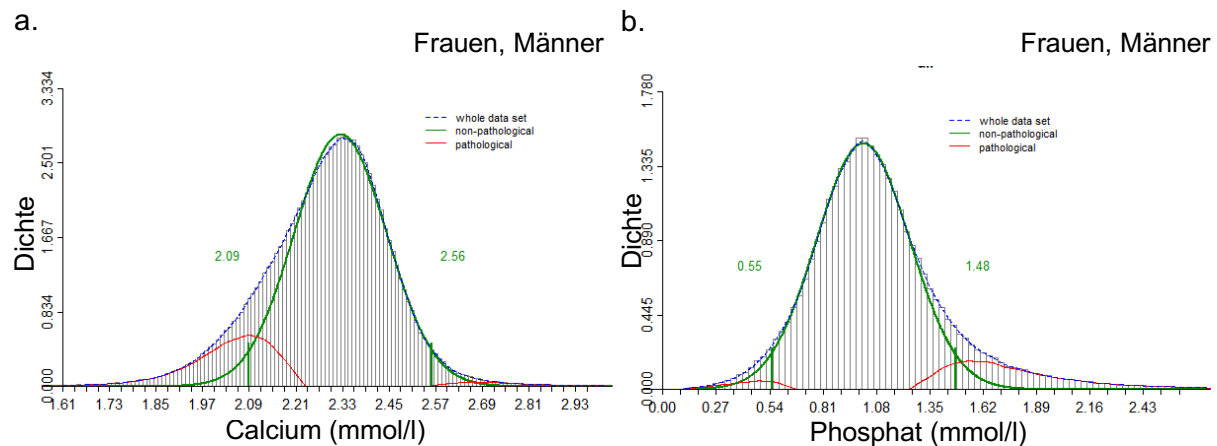 a.
Frauen, Männer
3.334
2.501
1.667
0.834
0.000
Dichte
whole data set
non-pathological
pathological
2.09
2.56
1.61 1.73 1.85 1.97 2.09 2.21 2.33 2.45 2.57 2.69 2.81 2.93
Calcium (mmol/l)
b.
Frauen, Männer
1.780
1.335
0.890
0.445
0.000
Dichte
whole data set
non-pathological
pathological
0.55
1.48
0.00 0.27 0.54 0.81 1.08 1.35 1.62 1.89 2.16 2.43
Phosphat (mmol/l)